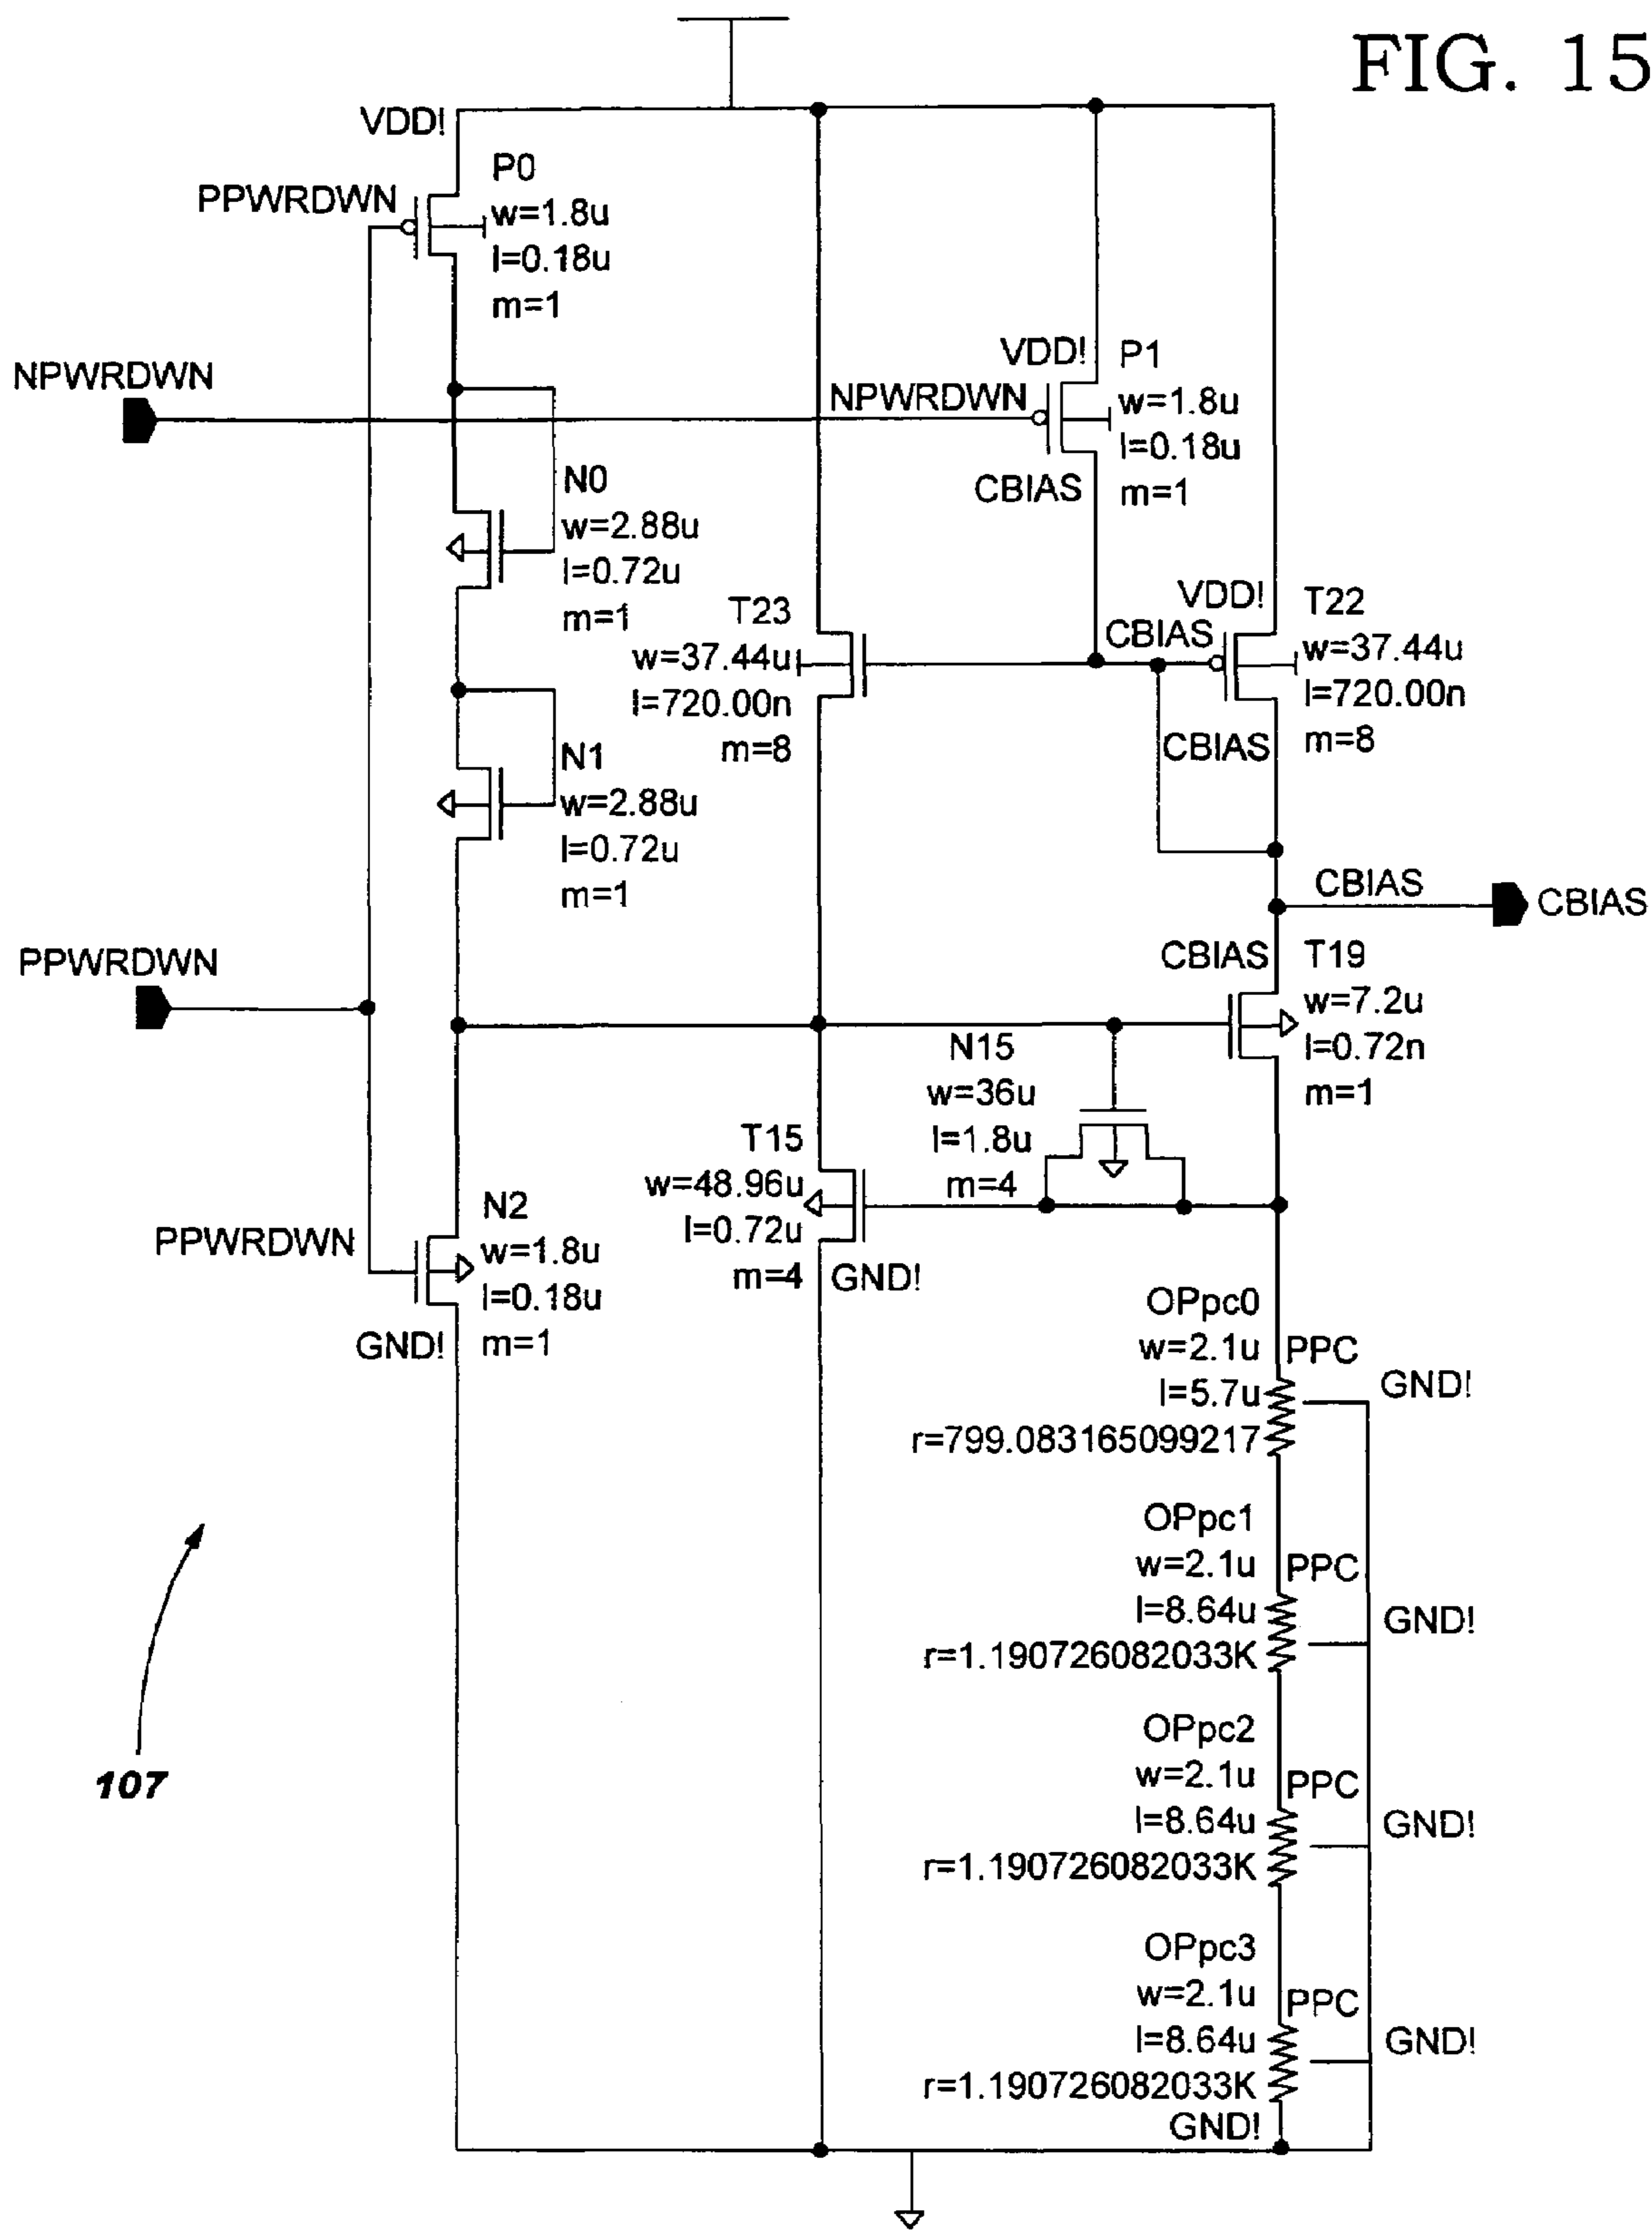 FIG. 15
VDD!
P0
PPWRDWN
w=1.8u
l=0.18u
m=1
NPWRDWN
VDD!
P1
NPWRDWN
w=1.8u
l=0.18u
m=1
CBIAS
N0
w=2.88u
l=0.72u
m=1
T23
w=37.44u
l=720.00n
m=8
VDD!
T22
CBIAS
w=37.44u
l=720.00n
m=8
CBIAS
N1
w=2.88u
l=0.72u
m=1
CBIAS
CBIAS
PPWRDWN
CBIAS
T19
w=7.2u
l=0.72n
m=1
N15
w=36u
l=1.8u
m=4
T15
w=48.96u
l=0.72u
m=4
GND!
N2
PPWRDWN
w=1.8u
l=0.18u
m=1
GND!
OPpc0
w=2.1u
PPC
l=5.7u
GND!
r=799.083165099217
OPpc1
w=2.1u
PPC
l=8.64u
GND!
r=1.190726082033K
OPpc2
w=2.1u
PPC
l=8.64u
GND!
r=1.190726082033K
107
OPpc3
w=2.1u
PPC
l=8.64u
GND!
r=1.190726082033K
GND!